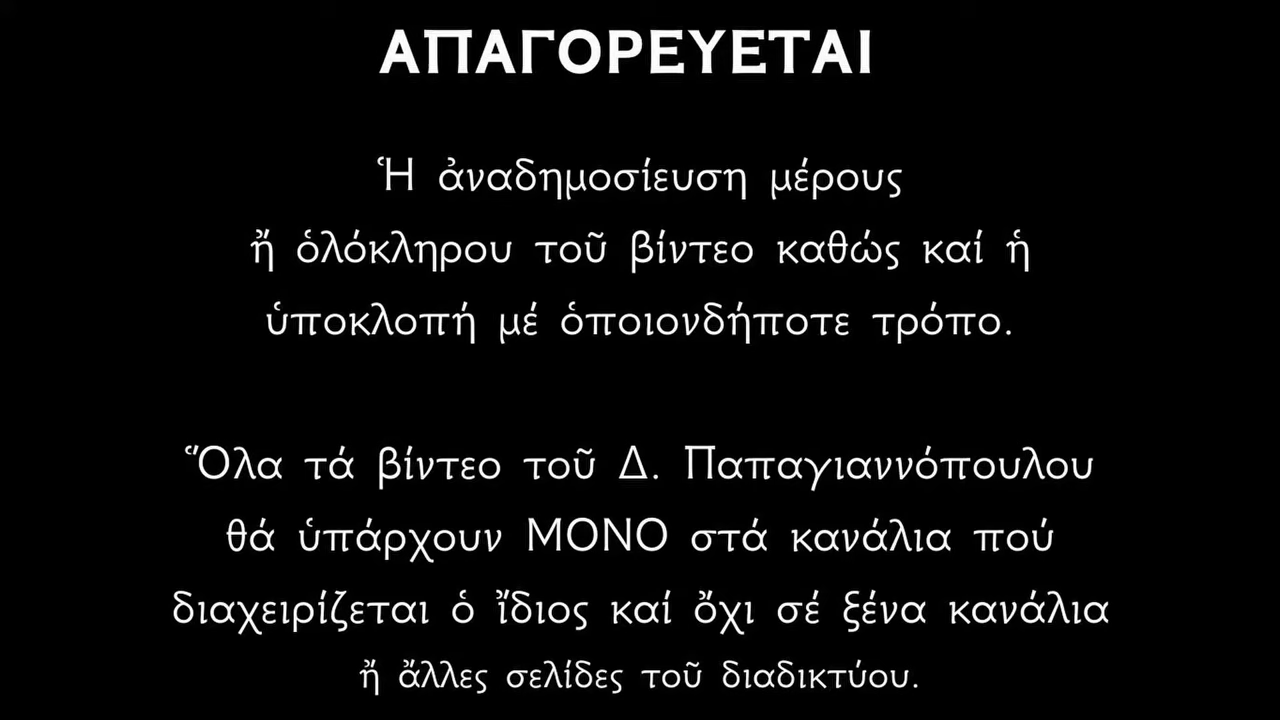 ΑΠΑΓΟΡΕΥΕΤΑΙ
Ἡ ἀναδημοσίευση μέρους
ἤ ὁλόκληρου τοῦ βίντεο καθώς καί ἡ
ὑποκλοπή μέ ὁποιονδήποτε τρόπο.
Ὅλα τά βίντεο τοῦ Δ. Παπαγιαννόπουλου
θά ὑπάρχουν ΜΟΝΟ στά κανάλια πού
διαχειρίζεται ὁ ἴδιος καί ὄχι σέ ξένα κανάλια
ἤ ἄλλες σελίδες τοῦ διαδικτύου.